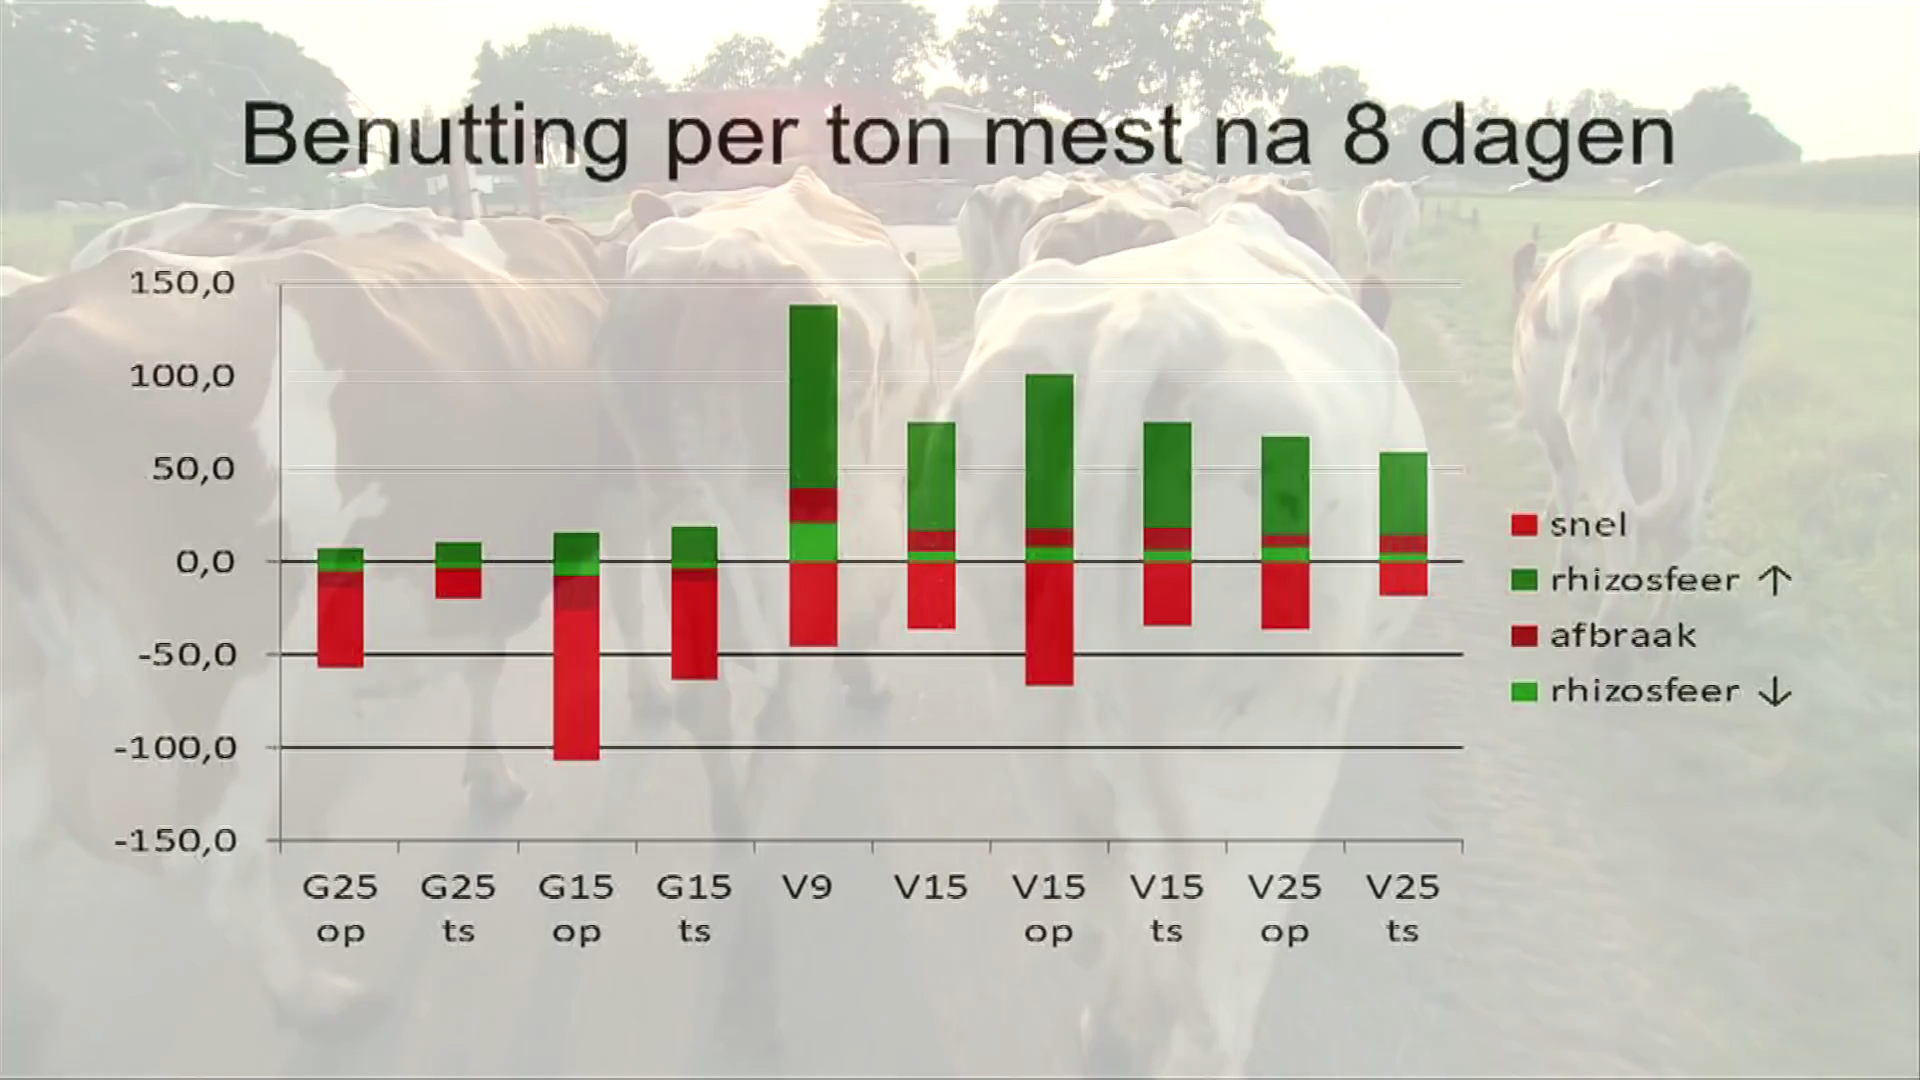 Benutting per ton mest na 8 dagen
150,0
100,0
50,0
0,0
-50,0
-100,0
-150,0
G25 op
G25 ts
G15 op
G15 ts
V9
V15
V15 op
V15 ts
V25 op
V25 ts
snel
rhizosfeer ↑
afbraak
rhizosfeer ↓